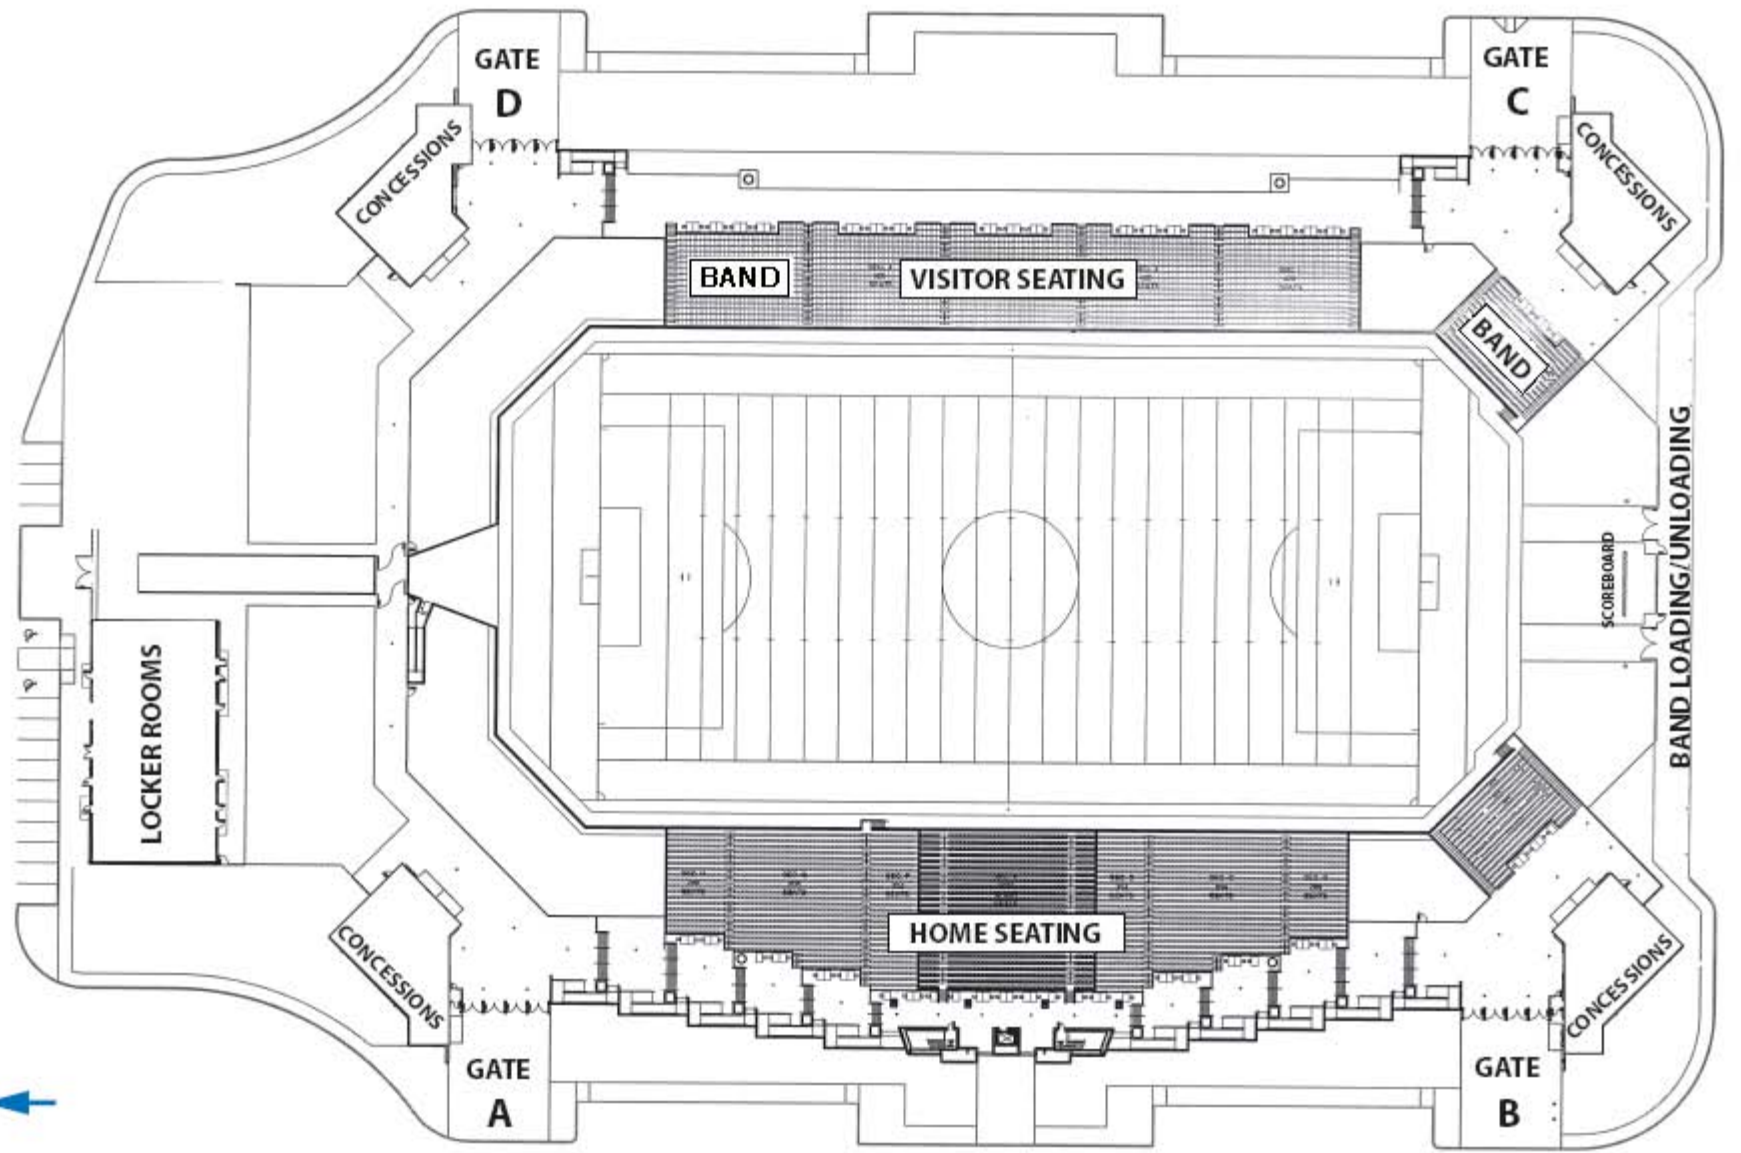 GATE
D
GATE
C
CONCESSIONS
CONCESSIONS
BAND
VISITOR SEATING
BAND
BAND LOADING/UNLOADING
SCOREBOARD
LOCKER ROOMS
HOME SEATING
CONCESSIONS
CONCESSIONS
GATE
A
GATE
B